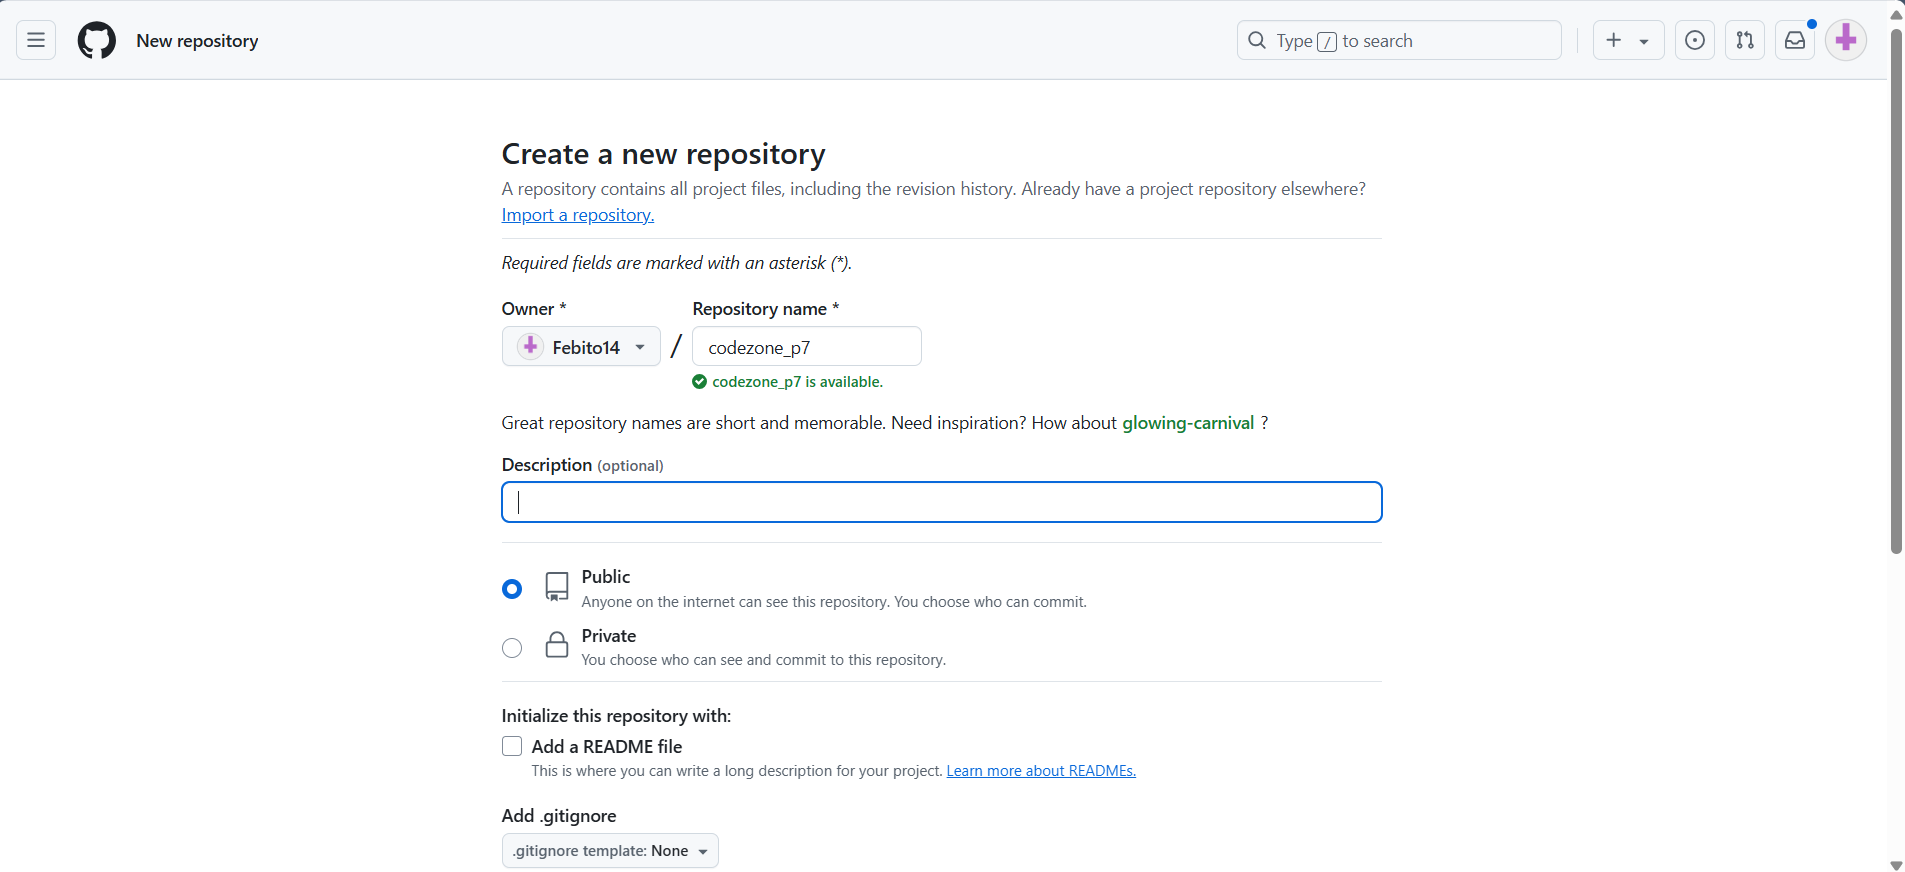 New repository
Type / to search
Create a new repository
A repository contains all project files, including the revision history. Already have a project repository elsewhere?
Import a repository.
Required fields are marked with an asterisk (*).
Owner *
Repository name *
Febito14
/
codezone_p7
codezone_p7 is available.
Great repository names are short and memorable. Need inspiration? How about glowing-carnival ?
Description (optional)
Public
Anyone on the internet can see this repository. You choose who can commit.
Private
You choose who can see and commit to this repository.
Initialize this repository with:
Add a README file
This is where you can write a long description for your project. Learn more about READMEs.
Add .gitignore
.gitignore template: None